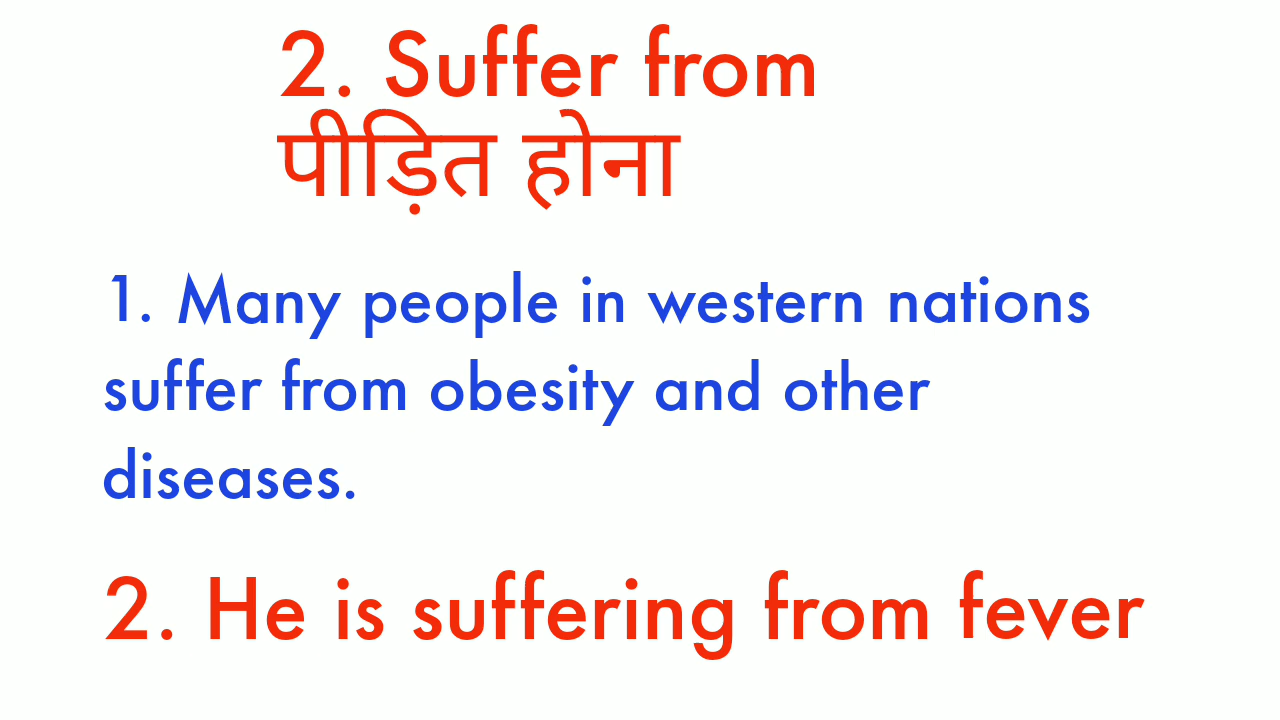 2. Suffer from
पीड़ित होना
1. Many people in western nations
suffer from obesity and other
diseases.
2. He is suffering from fever